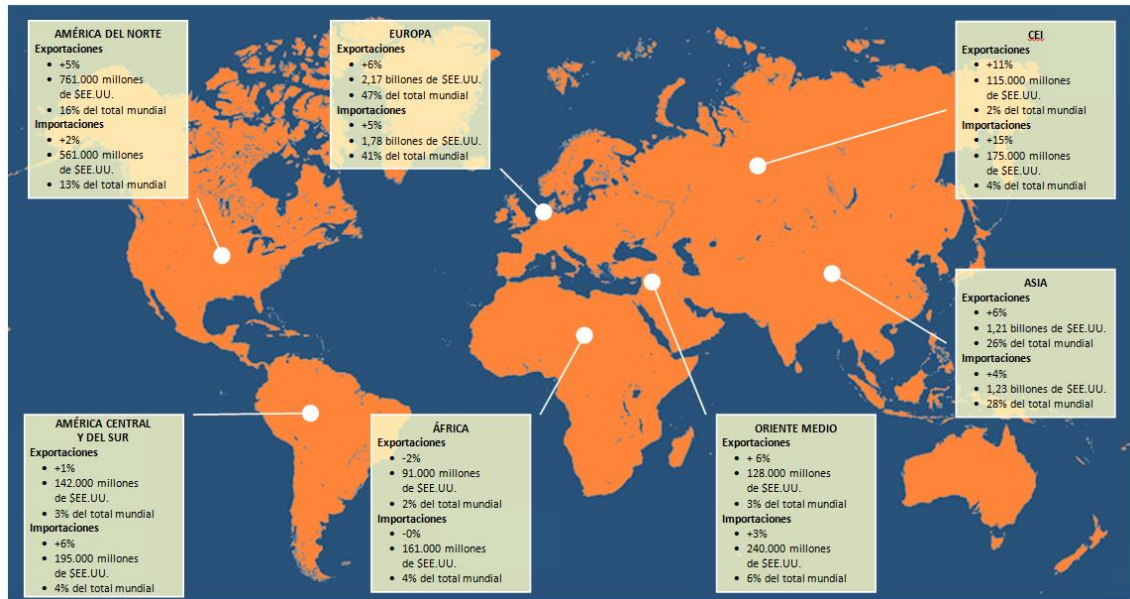 AMÉRICA DEL NORTE
Exportaciones
• +5%
• 761.000 millones
de $EE.UU.
• 16% del total mundial
Importaciones
• +2%
• 561.000 millones
de $EE.UU.
• 13% del total mundial
EUROPA
Exportaciones
• +6%
• 2,17 billones de $EE.UU.
• 47% del total mundial
Importaciones
• +5%
• 1,78 billones de $EE.UU.
• 41% del total mundial
CEI
Exportaciones
• +11%
• 115.000 millones
de $EE.UU.
• 2% del total mundial
Importaciones
• +15%
• 175.000 millones
de $EE.UU.
• 4% del total mundial
ASIA
Exportaciones
• +6%
• 1,21 billones de $EE.UU.
• 26% del total mundial
Importaciones
• +4%
• 1,23 billones de $EE.UU.
• 28% del total mundial
AMÉRICA CENTRAL
Y DEL SUR
Exportaciones
• +1%
• 142.000 millones
de $EE.UU.
• 3% del total mundial
Importaciones
• +6%
• 195.000 millones
de $EE.UU.
• 4% del total mundial
ÁFRICA
Exportaciones
• -2%
• 91.000 millones
de $EE.UU.
• 2% del total mundial
Importaciones
• -0%
• 161.000 millones
de $EE.UU.
• 4% del total mundial
ORIENTE MEDIO
Exportaciones
• + 6%
• 128.000 millones
de $EE.UU.
• 3% del total mundial
Importaciones
• +3%
• 240.000 millones
de $EE.UU.
• 6% del total mundial